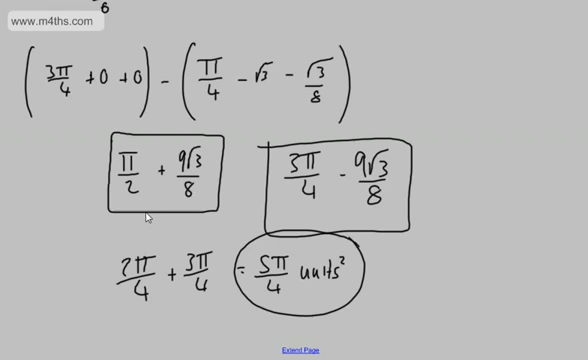 www.m4ths.com
6
(3π/4 + 0 + 0) - (π/4 - √3 - √3/8)
π/2 + 9√3/8
3π/4 - 9√3/8
2π/4 + 3π/4 = 5π/4 units²
Extend Page